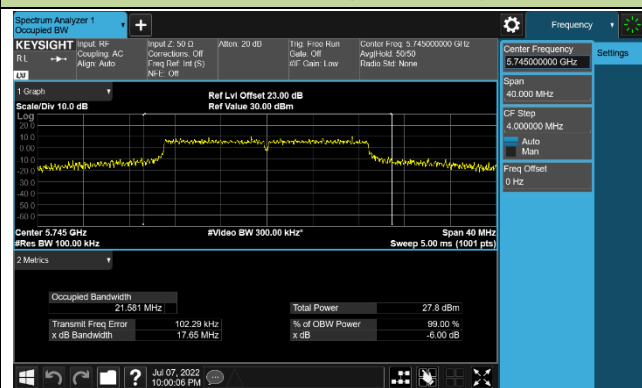 Spectrum Analyzer 1
Occupied BW
+
Frequency
KEYSIGHT
R L
LXI
Input: RF
Coupling: AC
Align: Auto
Input Z: 50 Ω
Corrections: Off
Freq Ref: Int (S)
NFE: Off
Atten: 20 dB
Trig: Free Run
Gate: Off
#IF Gain: Low
Center Freq: 5.745000000 GHz
Avg|Hold: 50/50
Radio Std: None
Center Frequency
5.745000000 GHz
Settings
Span
40.000 MHz
CF Step
4.000000 MHz
Auto
Man
Freq Offset
0 Hz
1 Graph
Scale/Div 10.0 dB
Ref Lvl Offset 23.00 dB
Ref Value 30.00 dBm
Log
20.0
10.0
0.00
-10.0
-20.0
-30.0
-40.0
-50.0
-60.0
Center 5.745 GHz
#Res BW 100.00 kHz
#Video BW 300.00 kHz*
Span 40 MHz
Sweep 5.00 ms (1001 pts)
2 Metrics
Occupied Bandwidth
21.581 MHz
Total Power 27.8 dBm
Transmit Freq Error 102.29 kHz
% of OBW Power 99.00 %
x dB Bandwidth 17.65 MHz
x dB -6.00 dB
?
Jul 07, 2022
10:00:06 PM